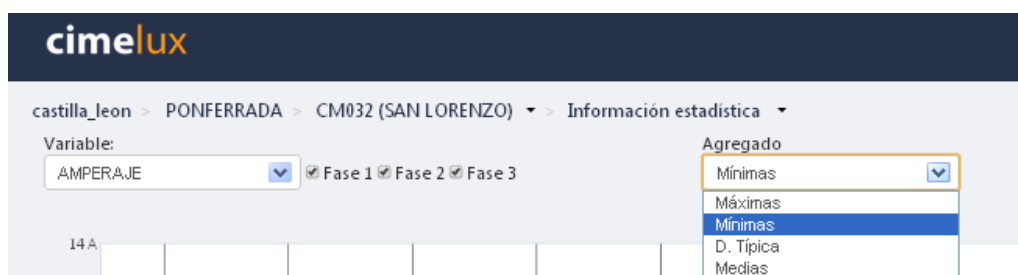 cimelux
castilla_leon > PONFERRADA > CM032 (SAN LORENZO) > Información estadística
Variable:
AMPERAJE
Fase 1 Fase 2 Fase 3
Agregado
Mínimas
Máximas
Mínimas
D. Típica
Medias
14 A